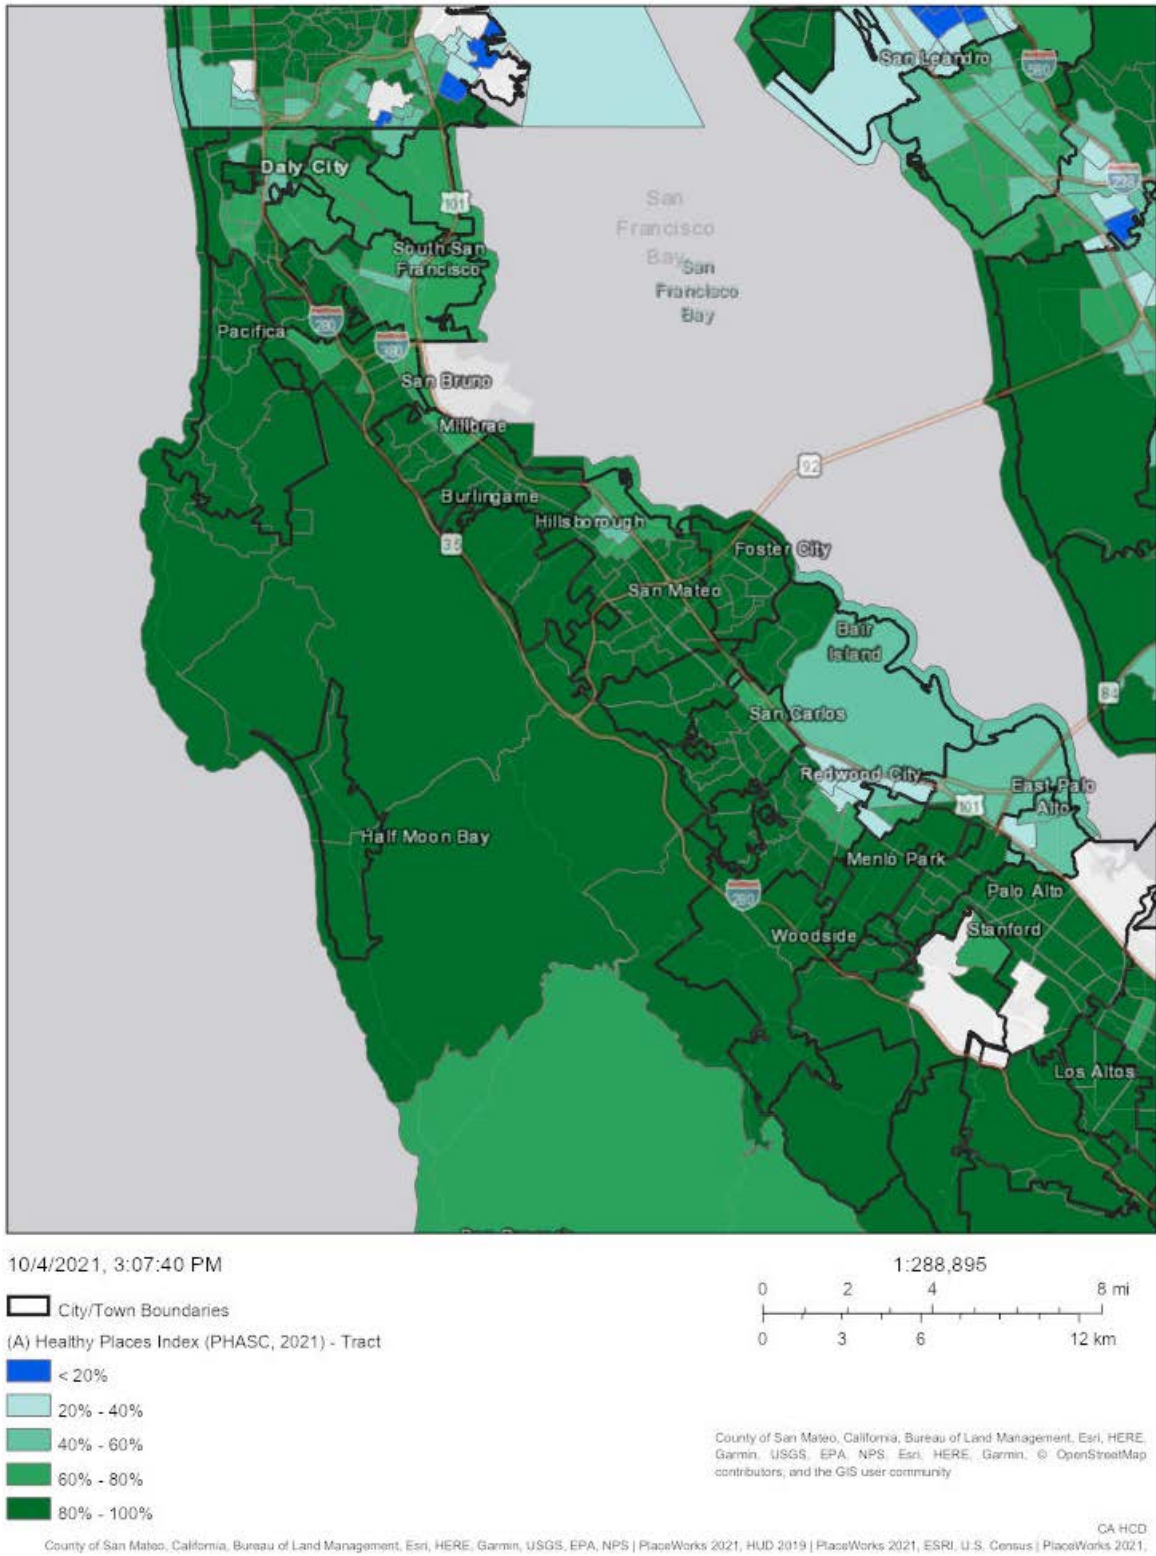 San Leandro
580
Daly City
238
101
San
Francisco
Bay
San
Francisco
Bay
South San
Francisco
Pacifica
280
380
San Bruno
Millbrae
92
Burlingame
Hillsborough
35
Foster City
San Mateo
Bair
Island
84
San Carlos
Redwood City
East Palo
Alto
101
Half Moon Bay
Menlo Park
280
Palo Alto
Stanford
Woodside
Los Altos
10/4/2021, 3:07:40 PM
1:288,895
0 2 4 8 mi
0 3 6 12 km
City/Town Boundaries
(A) Healthy Places Index (PHASC, 2021) - Tract
< 20%
20% - 40%
40% - 60%
60% - 80%
80% - 100%
County of San Mateo, California, Bureau of Land Management, Esri, HERE,
Garmin, USGS, EPA, NPS, Esri, HERE, Garmin, © OpenStreetMap
contributors, and the GIS user community
CA HCD
County of San Mateo, California, Bureau of Land Management, Esri, HERE, Garmin, USGS, EPA, NPS | PlaceWorks 2021, HUD 2019 | PlaceWorks 2021, ESRI, U.S. Census | PlaceWorks 2021,